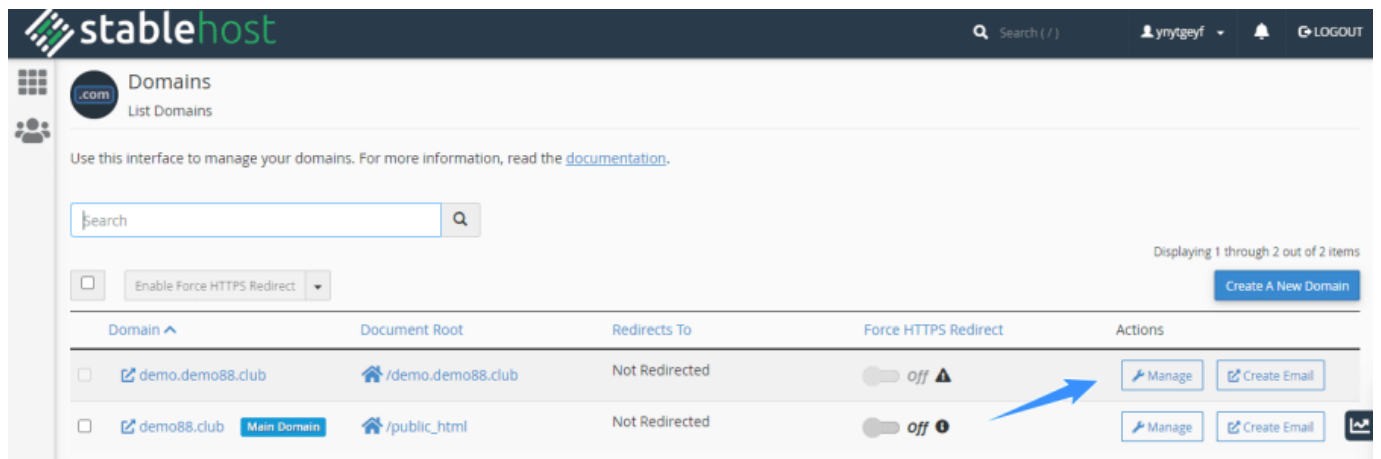 stablehost
Search ( / )
ynytgeyf
LOGOUT
.com
Domains
List Domains
Use this interface to manage your domains. For more information, read the documentation.
Search
Displaying 1 through 2 out of 2 items
Enable Force HTTPS Redirect
Create A New Domain
Domain Document Root Redirects To Force HTTPS Redirect Actions
demo.demo88.club /demo.demo88.club Not Redirected Off Manage Create Email
demo88.club Main Domain /public_html Not Redirected Off Manage Create Email